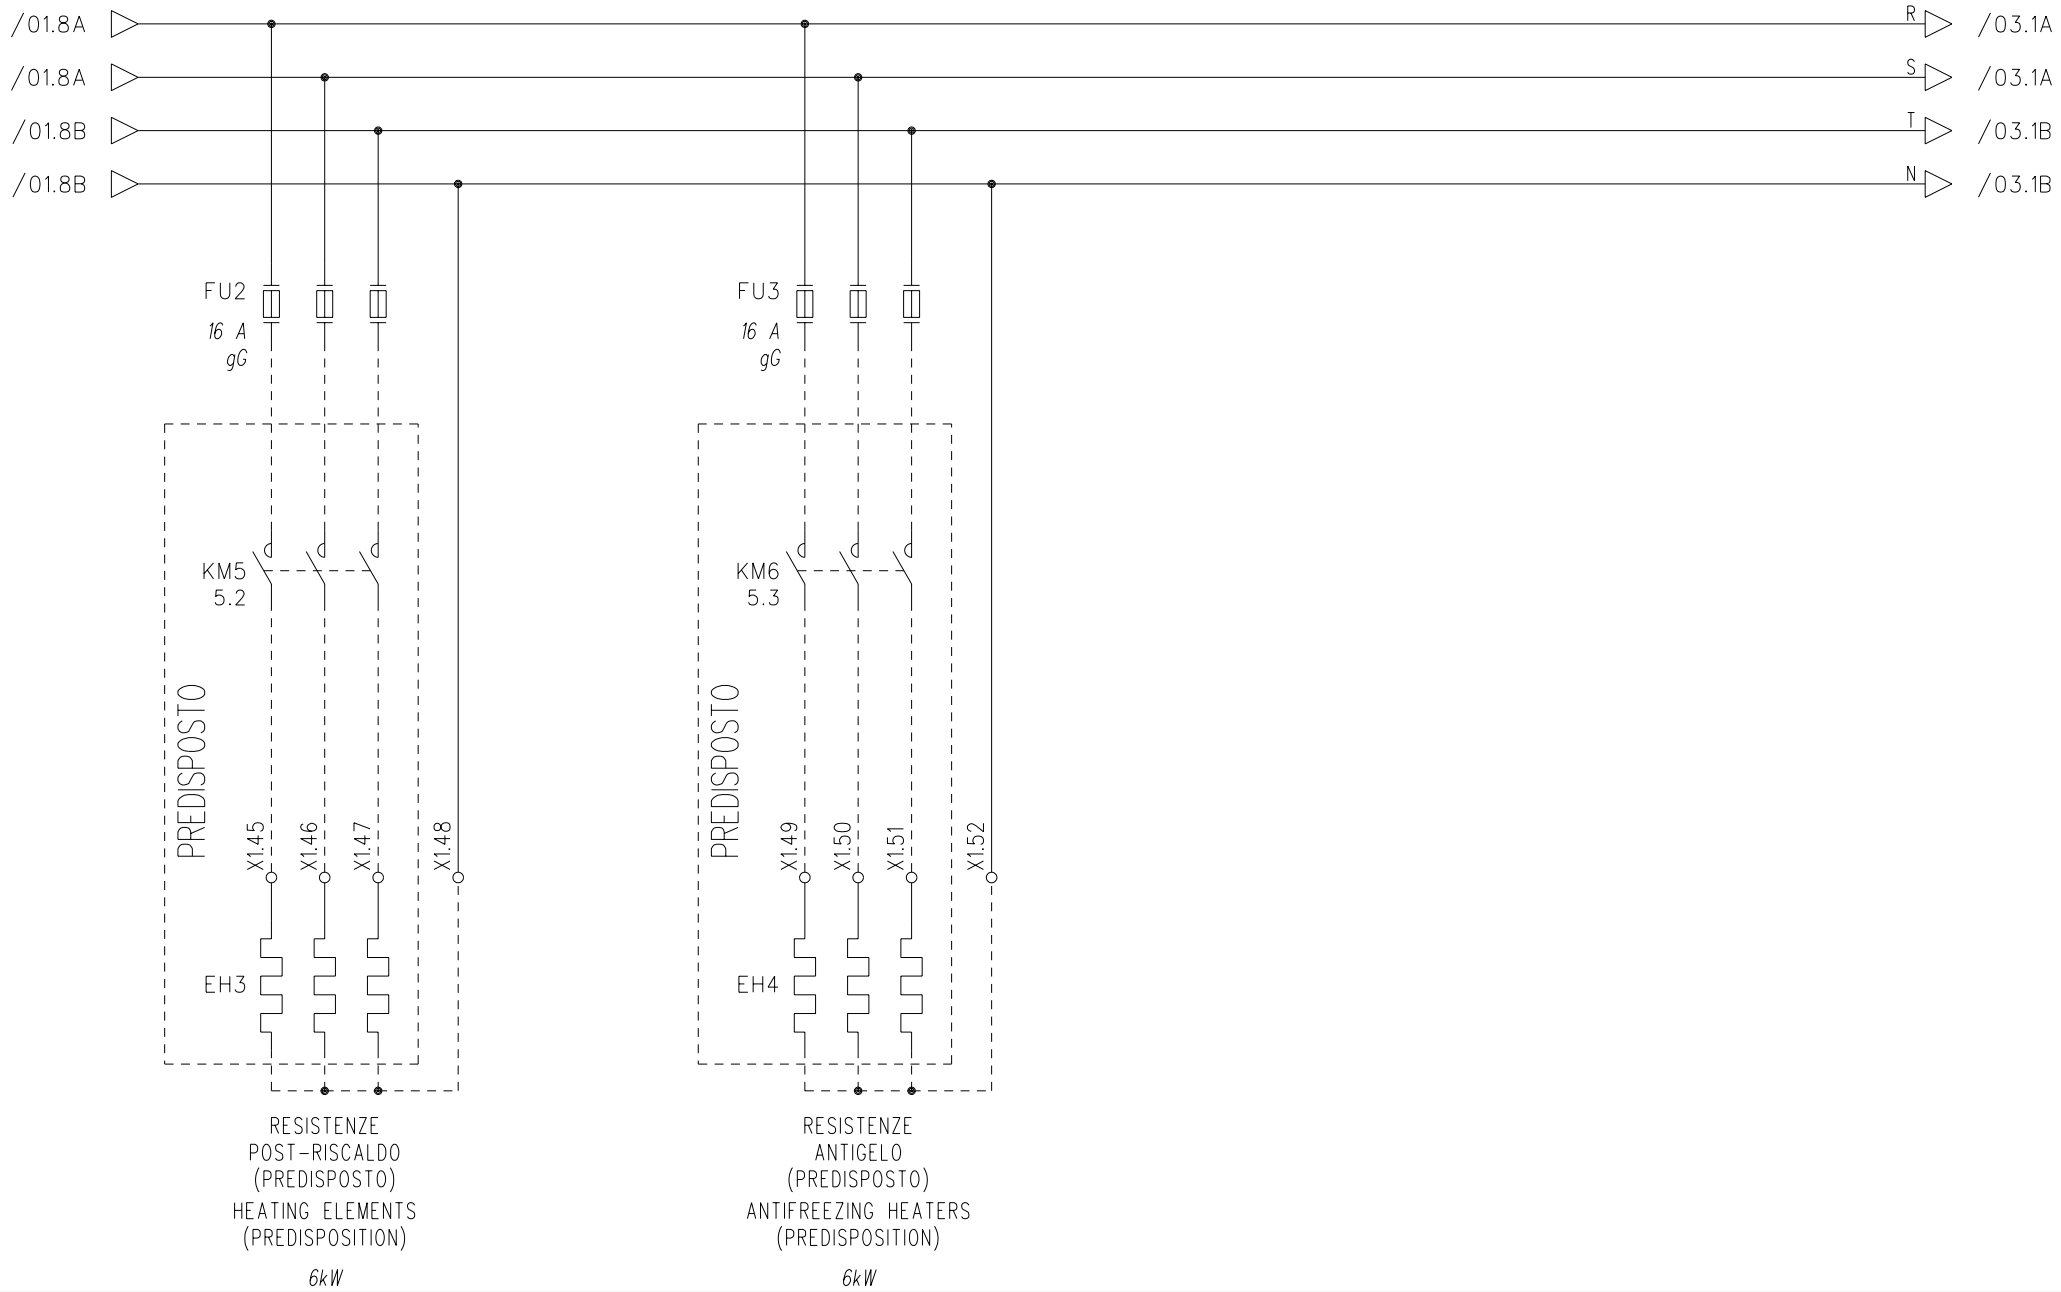 /01.8A
R
/03.1A
/01.8A
S
/03.1A
/01.8B
T
/03.1B
/01.8B
N
/03.1B
FU2
16 A
gG
FU3
16 A
gG
KM5
5.2
KM6
5.3
PREDISPOSTO
X1.45
X1.46
X1.47
X1.48
PREDISPOSTO
X1.49
X1.50
X1.51
X1.52
EH3
EH4
RESISTENZE
POST-RISCALDO
(PREDISPOSTO)
HEATING ELEMENTS
(PREDISPOSITION)
6kW
RESISTENZE
ANTIGELO
(PREDISPOSTO)
ANTIFREEZING HEATERS
(PREDISPOSITION)
6kW